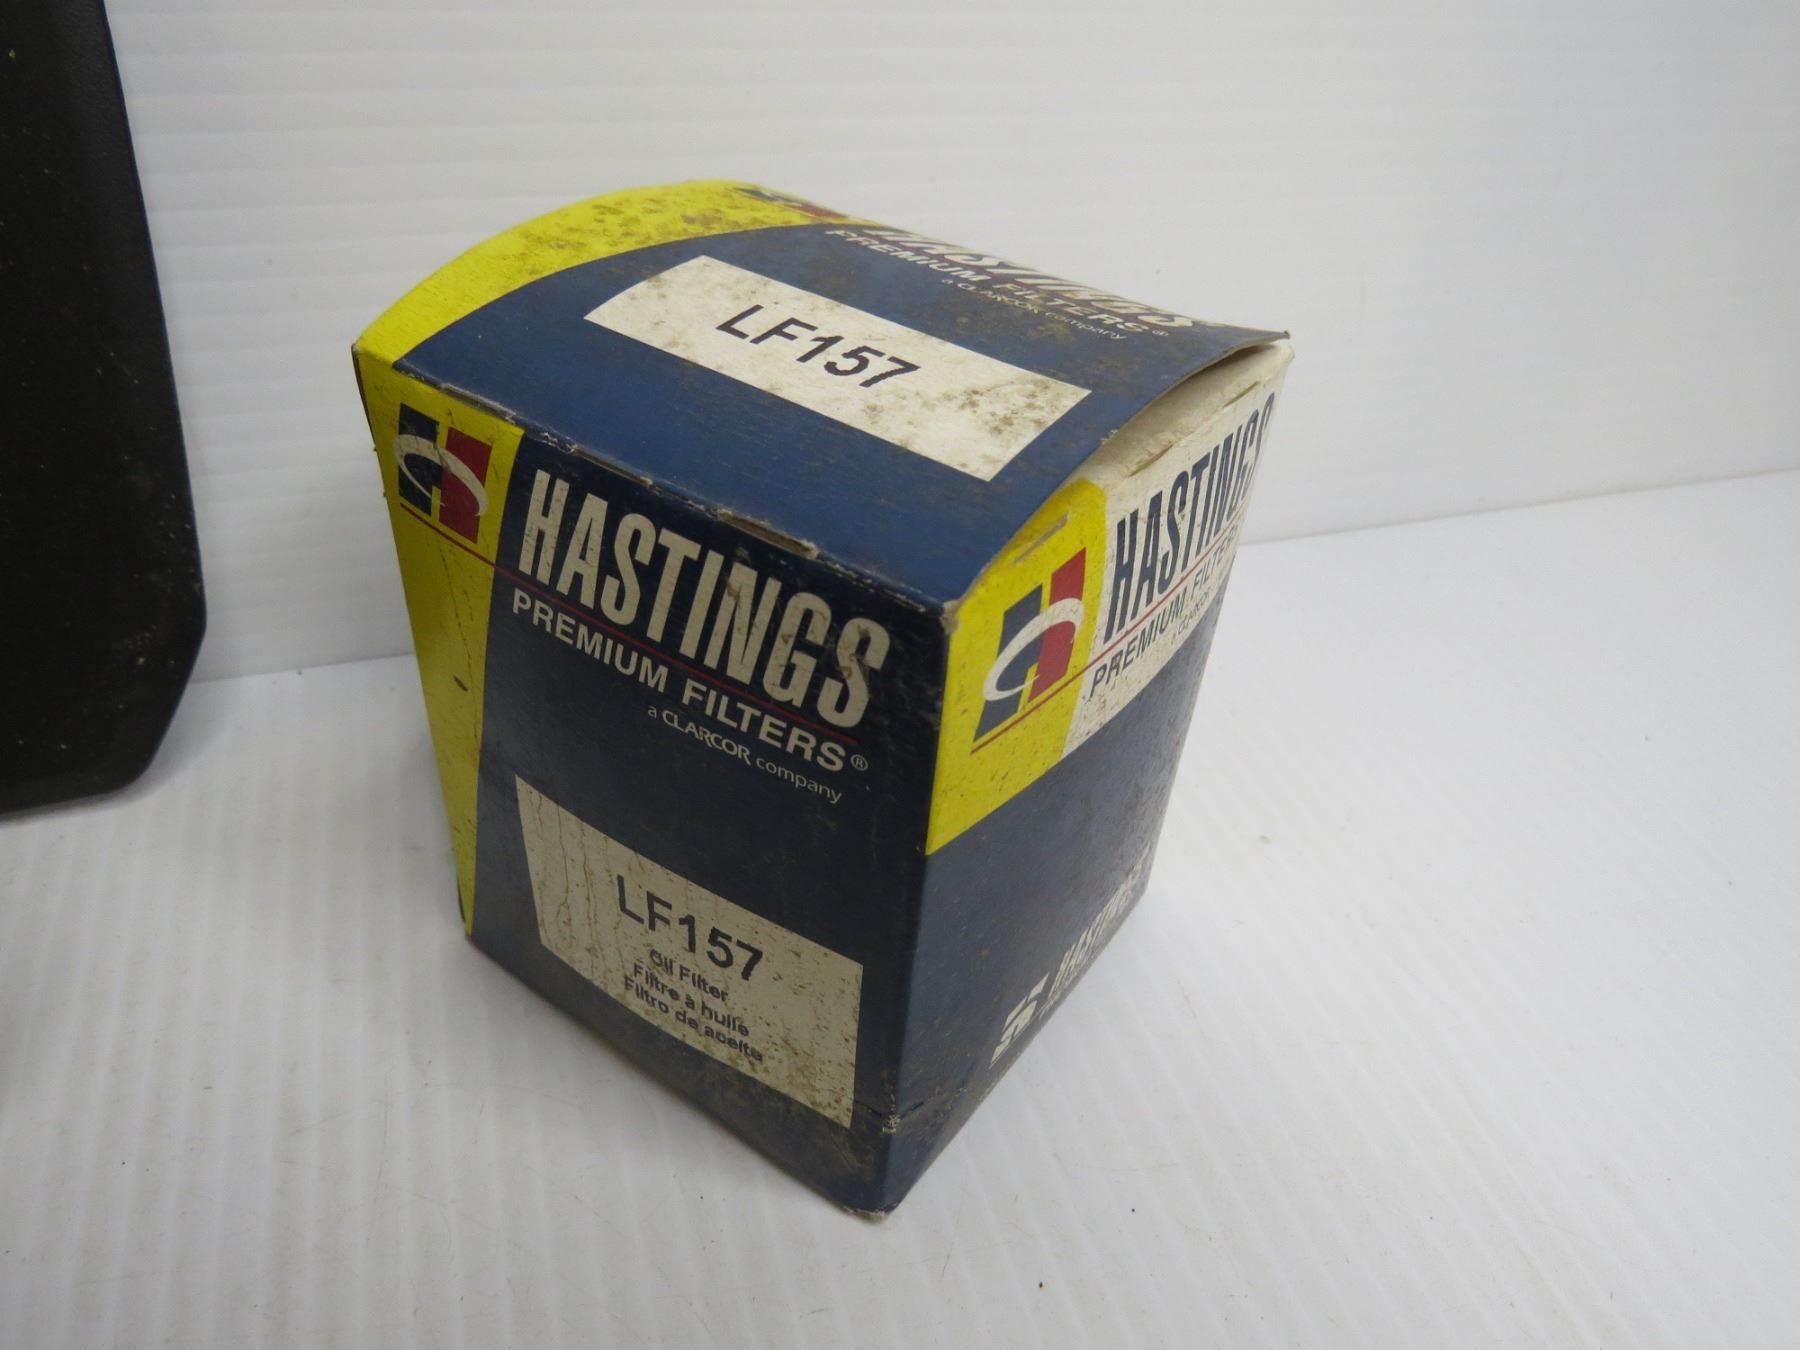 HASTINGS
PREMIUM FILTERS®
a CLARCOR company
LF157
HASTINGS
PREMIUM FILTERS®
a CLARCOR company
LF157
Oil Filter
Filtre à huile
Filtro de aceite
HASTINGS
PREMIUM FILTERS
a CLARCOR
HASTINGS